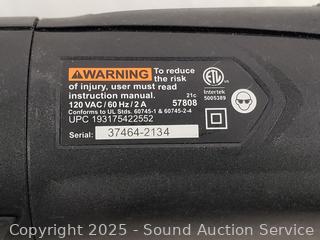 WARNING To reduce
the risk
of injury, user must read
instruction manual.
21c
120 VAC / 60 Hz / 2 A 57808
Conforms to UL Stds. 60745-1 & 60745-2-4
UPC 193175422552
Serial: 37464-2134
ETL
Intertek
5005389
Copyright 2025 - Sound Auction Service